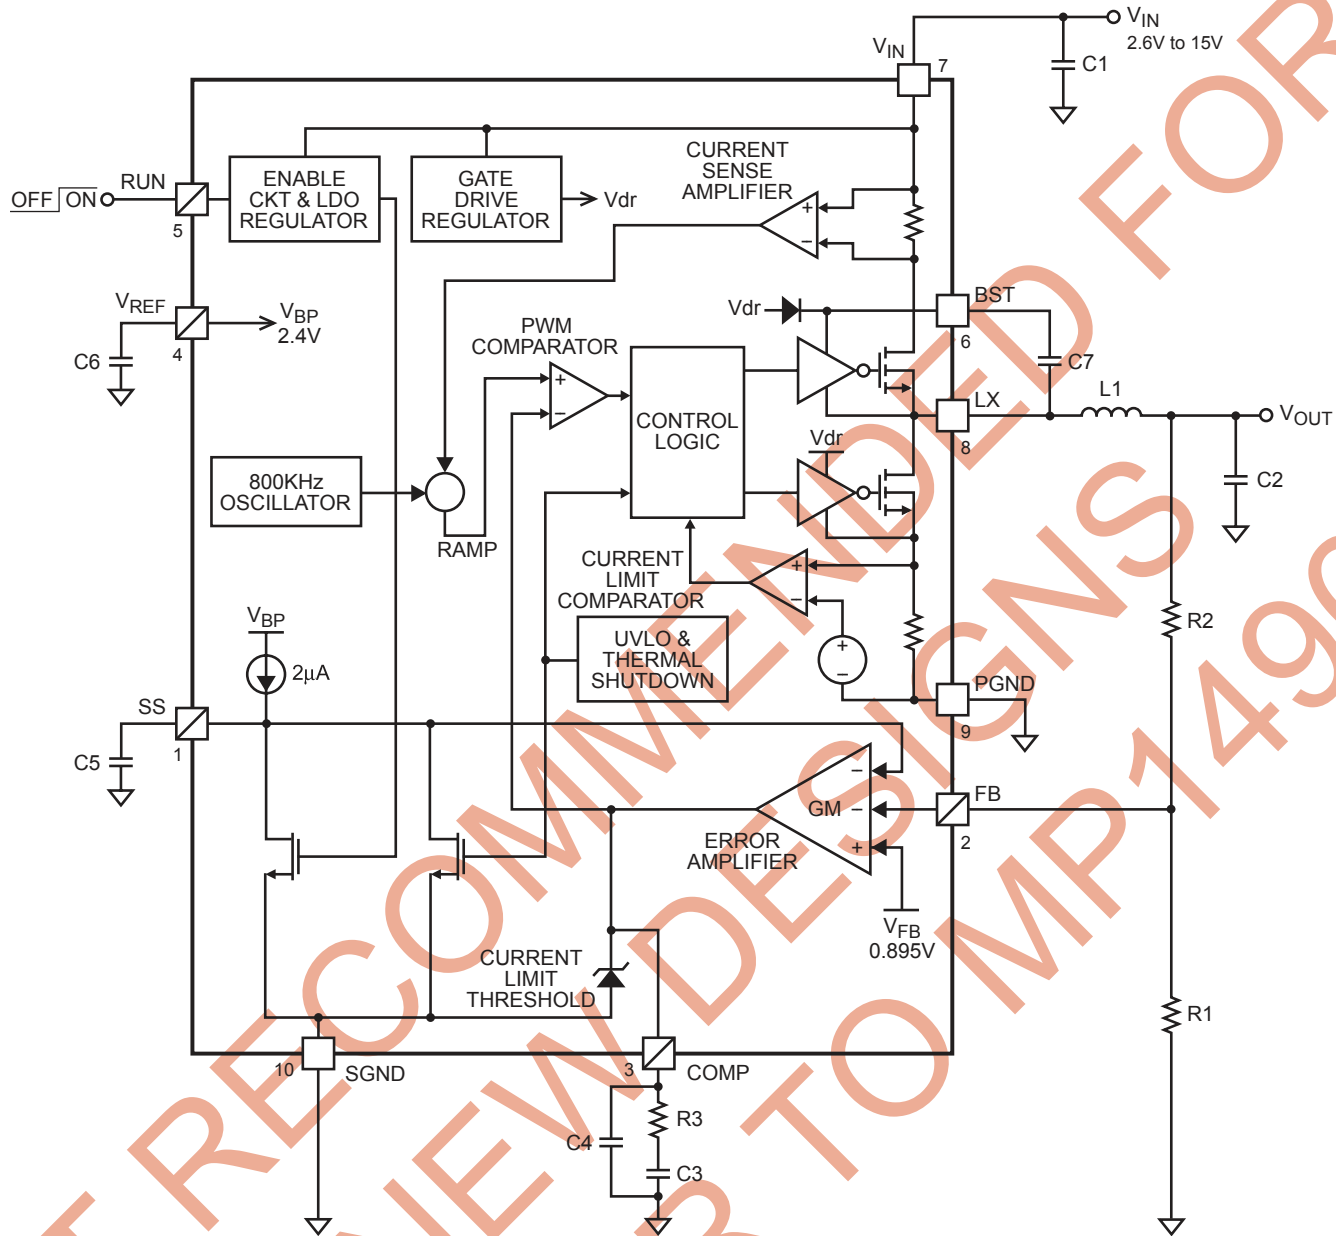 VIN
2.6V to 15V
VIN
7
C1
CURRENT
SENSE
AMPLIFIER
+
−
RUN
OFF ON
5
ENABLE
CKT & LDO
REGULATOR
GATE
DRIVE
REGULATOR
Vdr
VREF
4
VBP
2.4V
C6
PWM
COMPARATOR
+
−
Vdr
BST
6
C7
CONTROL
LOGIC
LX
8
L1
VOUT
C2
Vdr
800KHz
OSCILLATOR
RAMP
CURRENT
LIMIT
COMPARATOR
+
−
UVLO &
THERMAL
SHUTDOWN
+
−
R2
VBP
2μA
PGND
9
SS
1
C5
−
GM −
+
ERROR
AMPLIFIER
FB
2
VFB
0.895V
CURRENT
LIMIT
THRESHOLD
R1
10
SGND
3
COMP
R3
C4
C3
T RECOMMENDED FOR
NEW DESIGNS
R TO MP1490